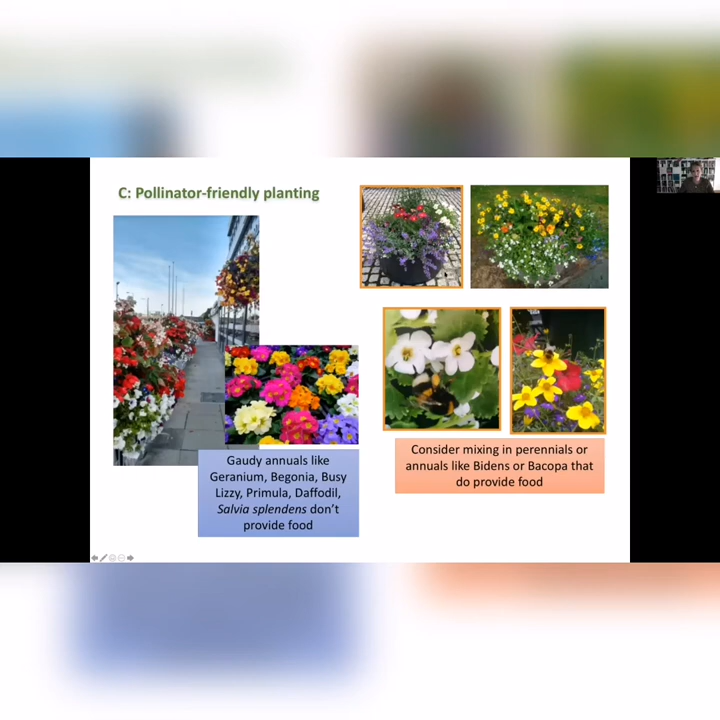 C: Pollinator-friendly planting
Gaudy annuals like
Geranium, Begonia, Busy
Lizzy, Primula, Daffodil,
Salvia splendens don't
provide food
Consider mixing in perennials or
annuals like Bidens or Bacopa that
do provide food